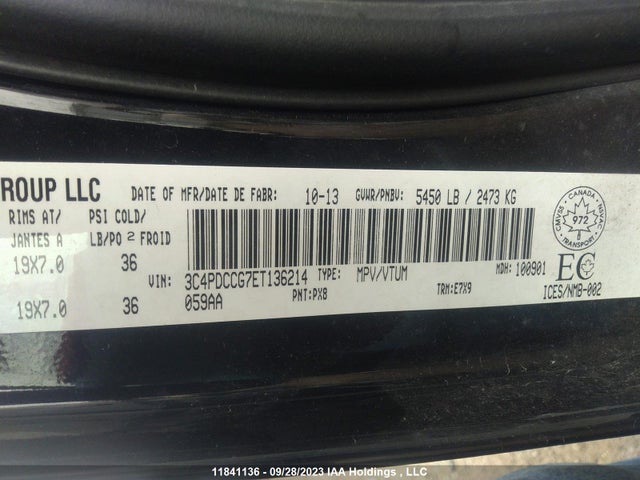 ROUP LLC DATE OF MFR/DATE DE FABR: 10-13 GVWR/PNBV: 5450 LB / 2473 KG
RIMS AT/ PSI COLD/
JANTES A LB/PO 2 FROID
19X7.0 36
VIN: 3C4PDCCG7ET136214 TYPE: MPV/VTUM MDH: 100901
19X7.0 36 059AA PNT:PX8 TRM:E7X9 ICES/NMB-002
CANADA
CMVSS NSVAC
972
TRANSPORT
EC
11841136 - 09/28/2023 IAA Holdings , LLC